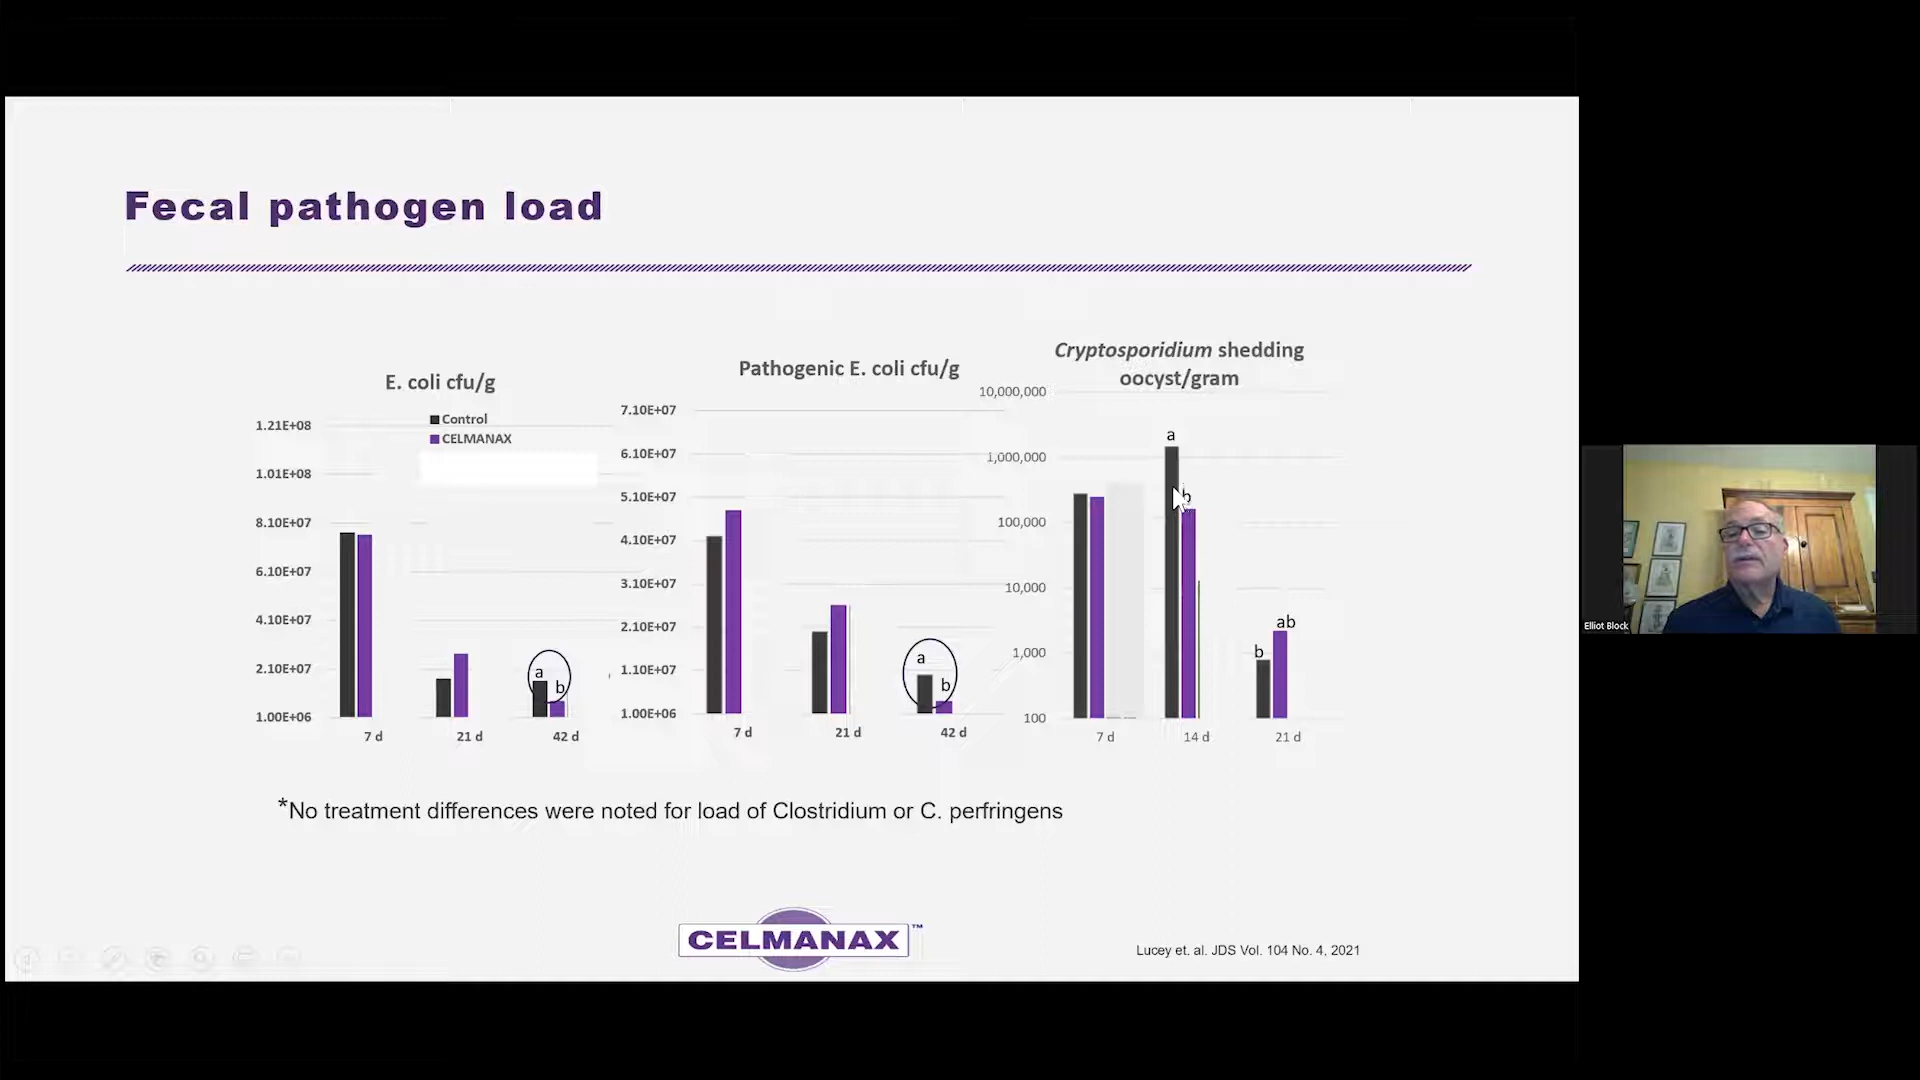 Fecal pathogen load
E. coli cfu/g
Control
CELMANAX
1.21E+08
1.01E+08
8.10E+07
6.10E+07
4.10E+07
2.10E+07
1.00E+06
a
b
7 d
21 d
42 d
Pathogenic E. coli cfu/g
7.10E+07
6.10E+07
5.10E+07
4.10E+07
3.10E+07
2.10E+07
1.10E+07
1.00E+06
a
b
7 d
21 d
42 d
Cryptosporidium shedding
oocyst/gram
10,000,000
1,000,000
100,000
10,000
1,000
100
a
b
b
ab
7 d
14 d
21 d
*No treatment differences were noted for load of Clostridium or C. perfringens
CELMANAX™
Lucey et. al. JDS Vol. 104 No. 4, 2021
Elliot Block